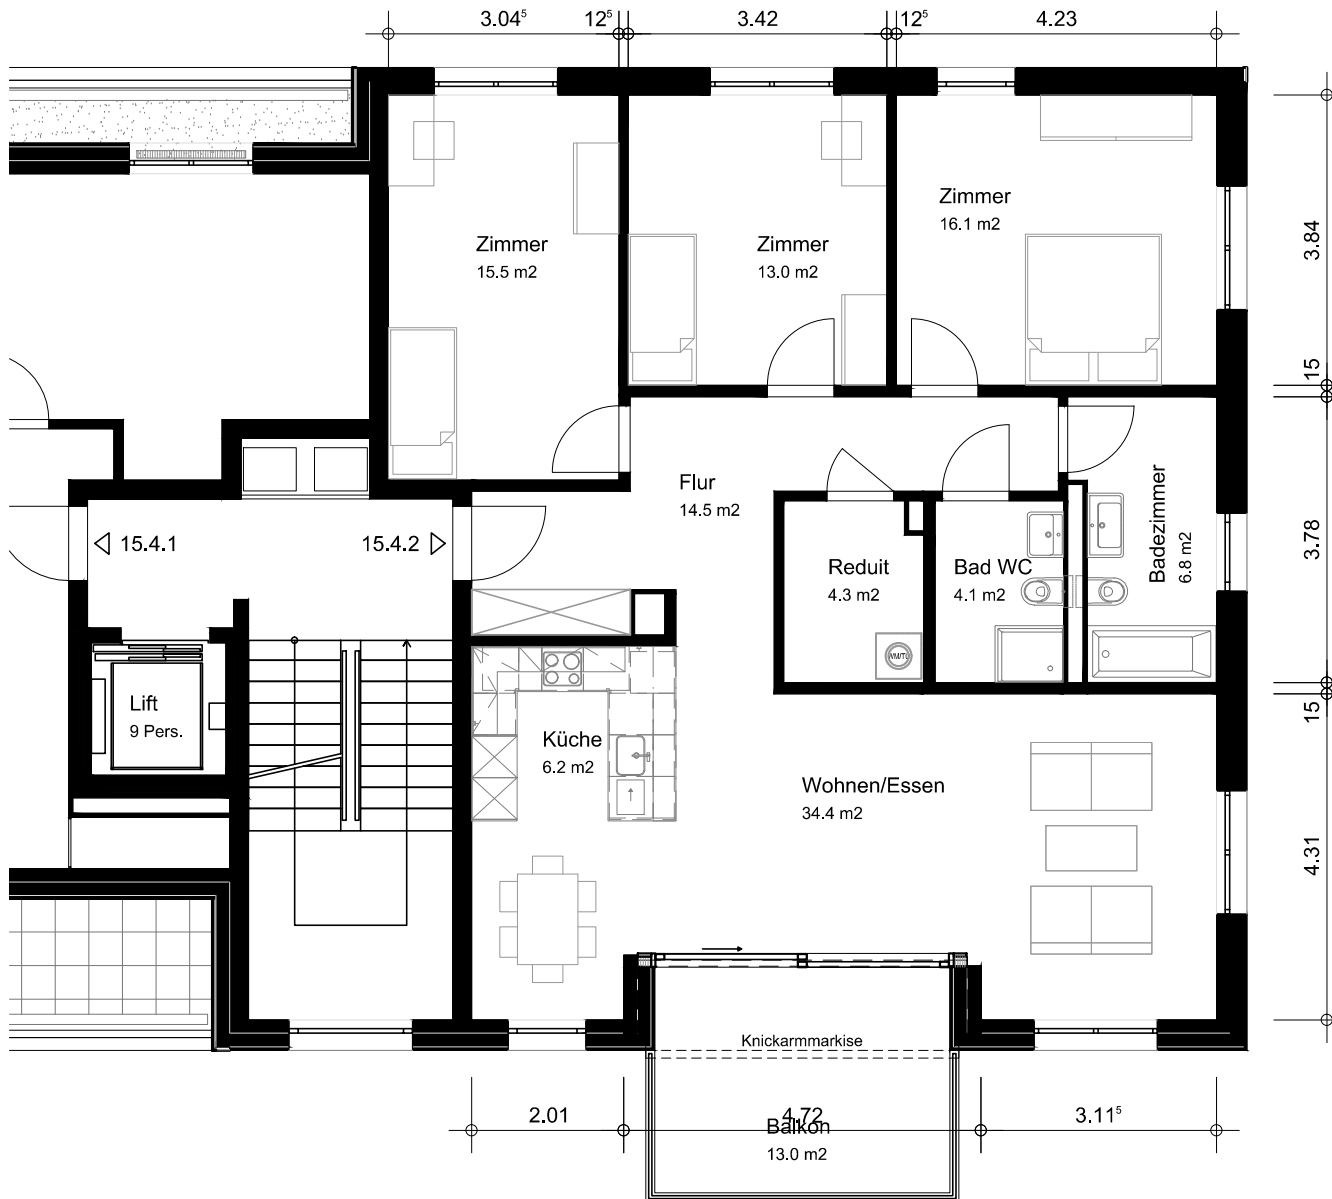 3.04⁵
12⁵
3.42
12⁵
4.23
Zimmer
15.5 m2
Zimmer
13.0 m2
Zimmer
16.1 m2
3.84
15
Flur
14.5 m2
15.4.1
15.4.2
Reduit
4.3 m2
Bad WC
4.1 m2
Badezimmer
6.8 m2
3.78
WM/TU
15
Lift
9 Pers.
Küche
6.2 m2
Wohnen/Essen
34.4 m2
4.31
Knickarmmarkise
2.01
4.72
3.11⁵
Balkon
13.0 m2